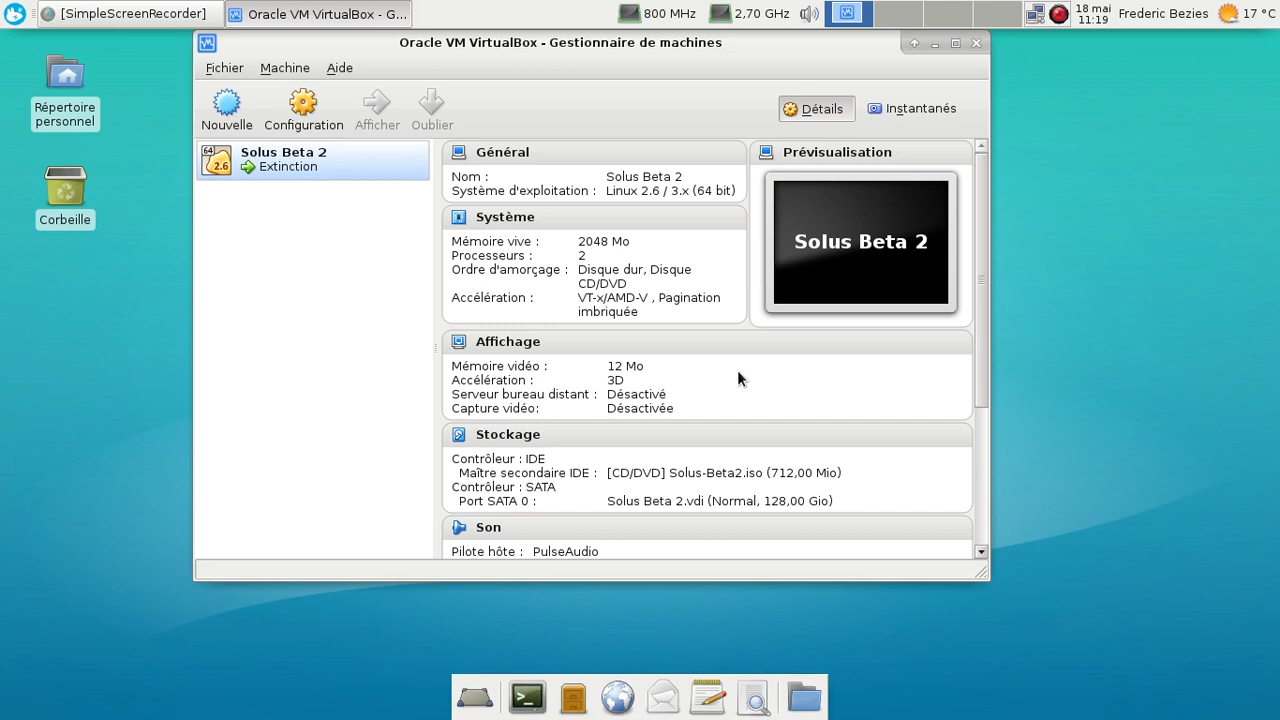 [SimpleScreenRecorder]
Oracle VM VirtualBox - G...
800 MHz
2,70 GHz
18 mai
11:19
Frederic Bezies
17 °C
Répertoire
personnel
Corbeille
Oracle VM VirtualBox - Gestionnaire de machines
Fichier Machine Aide
Nouvelle Configuration Afficher Oublier
Détails Instantanés
64
2.6
Solus Beta 2
Extinction
Général
Nom : Solus Beta 2
Système d'exploitation : Linux 2.6 / 3.x (64 bit)
Système
Mémoire vive : 2048 Mo
Processeurs : 2
Ordre d'amorçage : Disque dur, Disque
CD/DVD
Accélération : VT-x/AMD-V , Pagination
imbriquée
Prévisualisation
Solus Beta 2
Affichage
Mémoire vidéo : 12 Mo
Accélération : 3D
Serveur bureau distant : Désactivé
Capture vidéo: Désactivée
Stockage
Contrôleur : IDE
Maître secondaire IDE : [CD/DVD] Solus-Beta2.iso (712,00 Mio)
Contrôleur : SATA
Port SATA 0 : Solus Beta 2.vdi (Normal, 128,00 Gio)
Son
Pilote hôte : PulseAudio